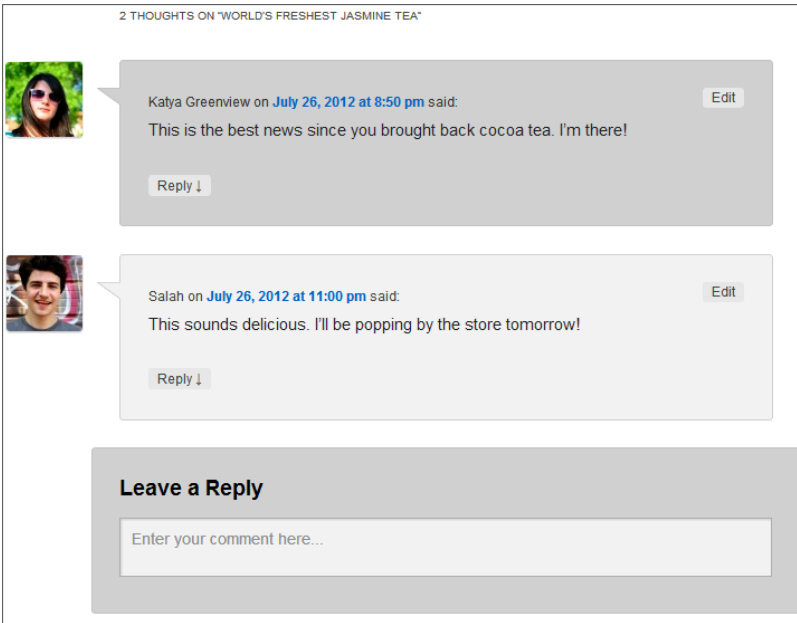 2 THOUGHTS ON "WORLD'S FRESHEST JASMINE TEA"
Katya Greenview on July 26, 2012 at 8:50 pm said:
Edit
This is the best news since you brought back cocoa tea. I'm there!
Reply ↓
Salah on July 26, 2012 at 11:00 pm said:
Edit
This sounds delicious. I'll be popping by the store tomorrow!
Reply ↓
Leave a Reply
Enter your comment here...